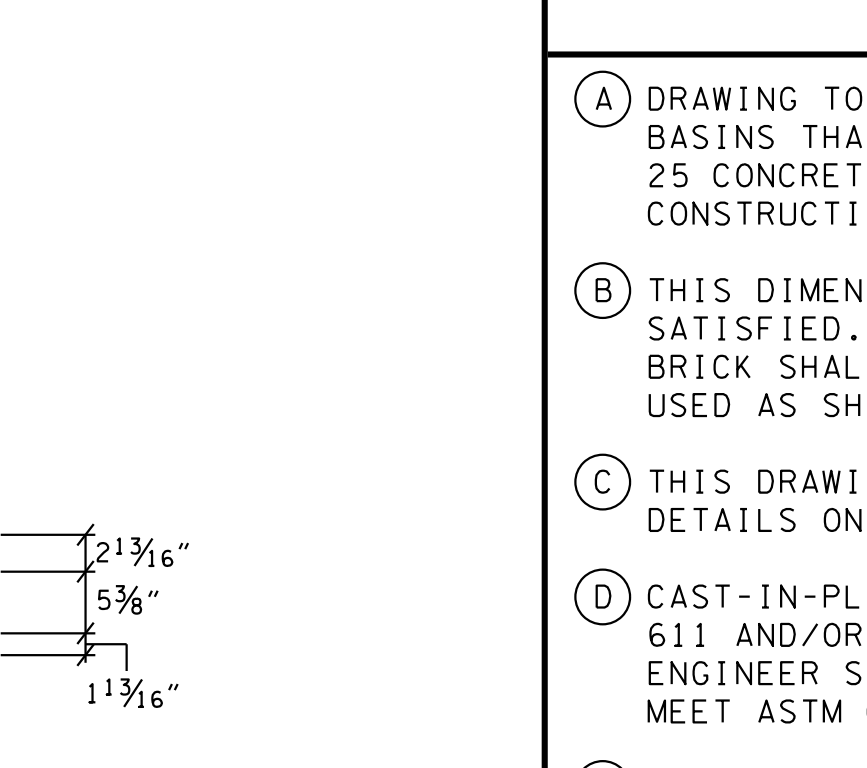 2 13/16"
5 3/8"
1 13/16"
A DRAWING TO
BASINS THA
25 CONCRET
CONSTRUCTI
B THIS DIMEN
SATISFIED.
BRICK SHAL
USED AS SH
C THIS DRAWI
DETAILS ON
D CAST-IN-PL
611 AND/OR
ENGINEER S
MEET ASTM